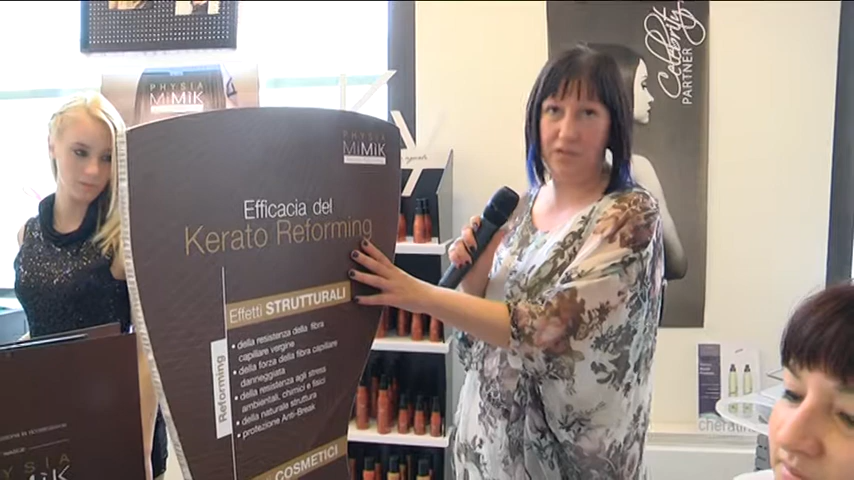 Celebrity
PARTNER
PHYSIA
MiMiK
PHYSIA
MiMiK
Efficacia del
Kerato Reforming
Effetti STRUTTURALI
Reforming
della resistenza della fibra
capillare vergine
della forza della fibra capillare
danneggiata
della resistenza agli stress
ambientali, chimici e fisici
della naturale struttura
protezione Anti-Break
COSMETICI
PHYSIA
MiMiK
cheratina